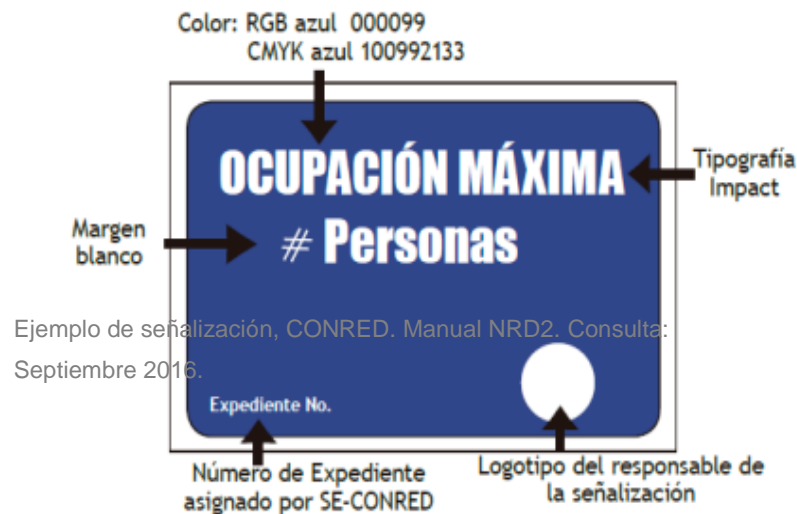 Color: RGB azul 000099
CMYK azul 100992133
OCUPACIÓN MÁXIMA
Tipografía
Impact
Margen
blanco
# Personas
Ejemplo de señalización, CONRED. Manual NRD2. Consulta:
Septiembre 2016.
Expediente No.
Número de Expediente
asignado por SE-CONRED
Logotipo del responsable de
la señalización